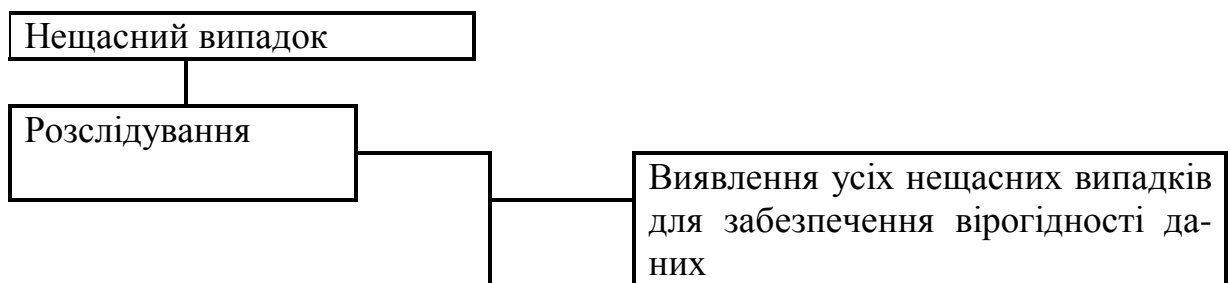 Нещасний випадок
Розслідування
Виявлення усіх нещасних випадків
для забезпечення вірогідності да-
них